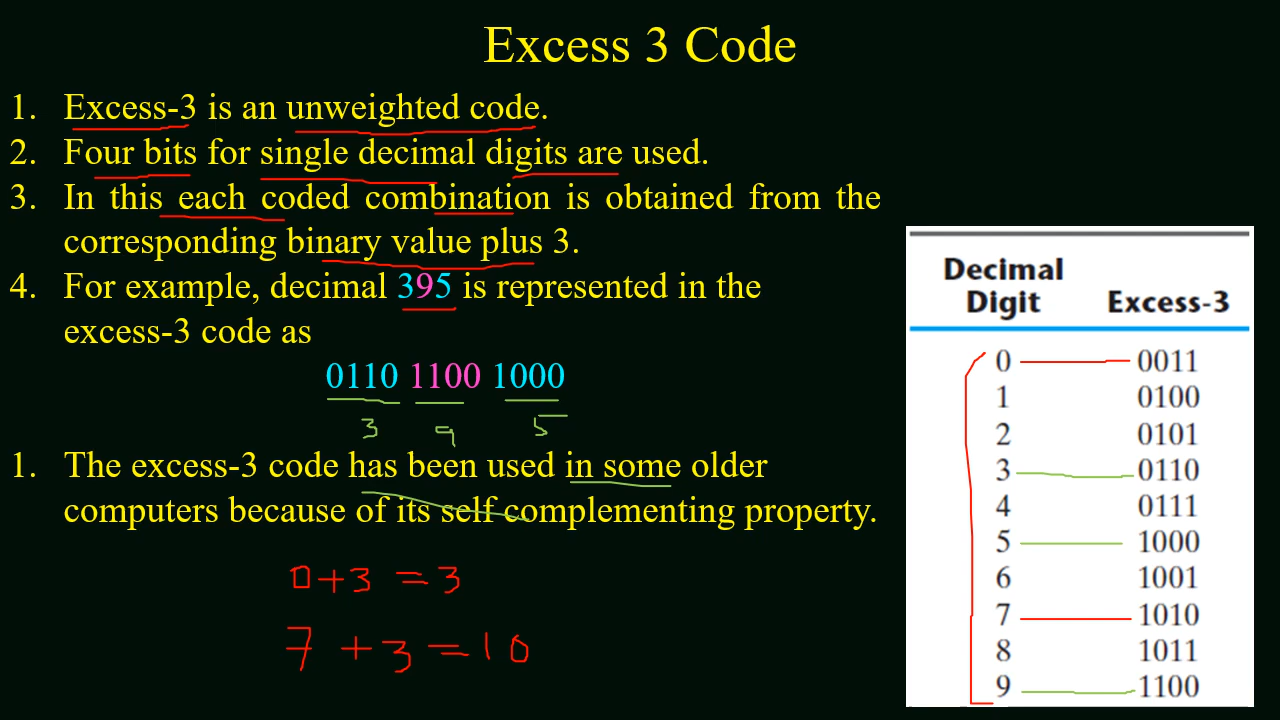 Excess 3 Code
1. Excess-3 is an unweighted code.
2. Four bits for single decimal digits are used.
3. In this each coded combination is obtained from the
corresponding binary value plus 3.
4. For example, decimal 395 is represented in the
excess-3 code as
0110 1100 1000
3 9 5
1. The excess-3 code has been used in some older
computers because of its self complementing property.
0+3 = 3
7 + 3 = 10
Decimal
Digit Excess-3
0 0011
1 0100
2 0101
3 0110
4 0111
5 1000
6 1001
7 1010
8 1011
9 1100